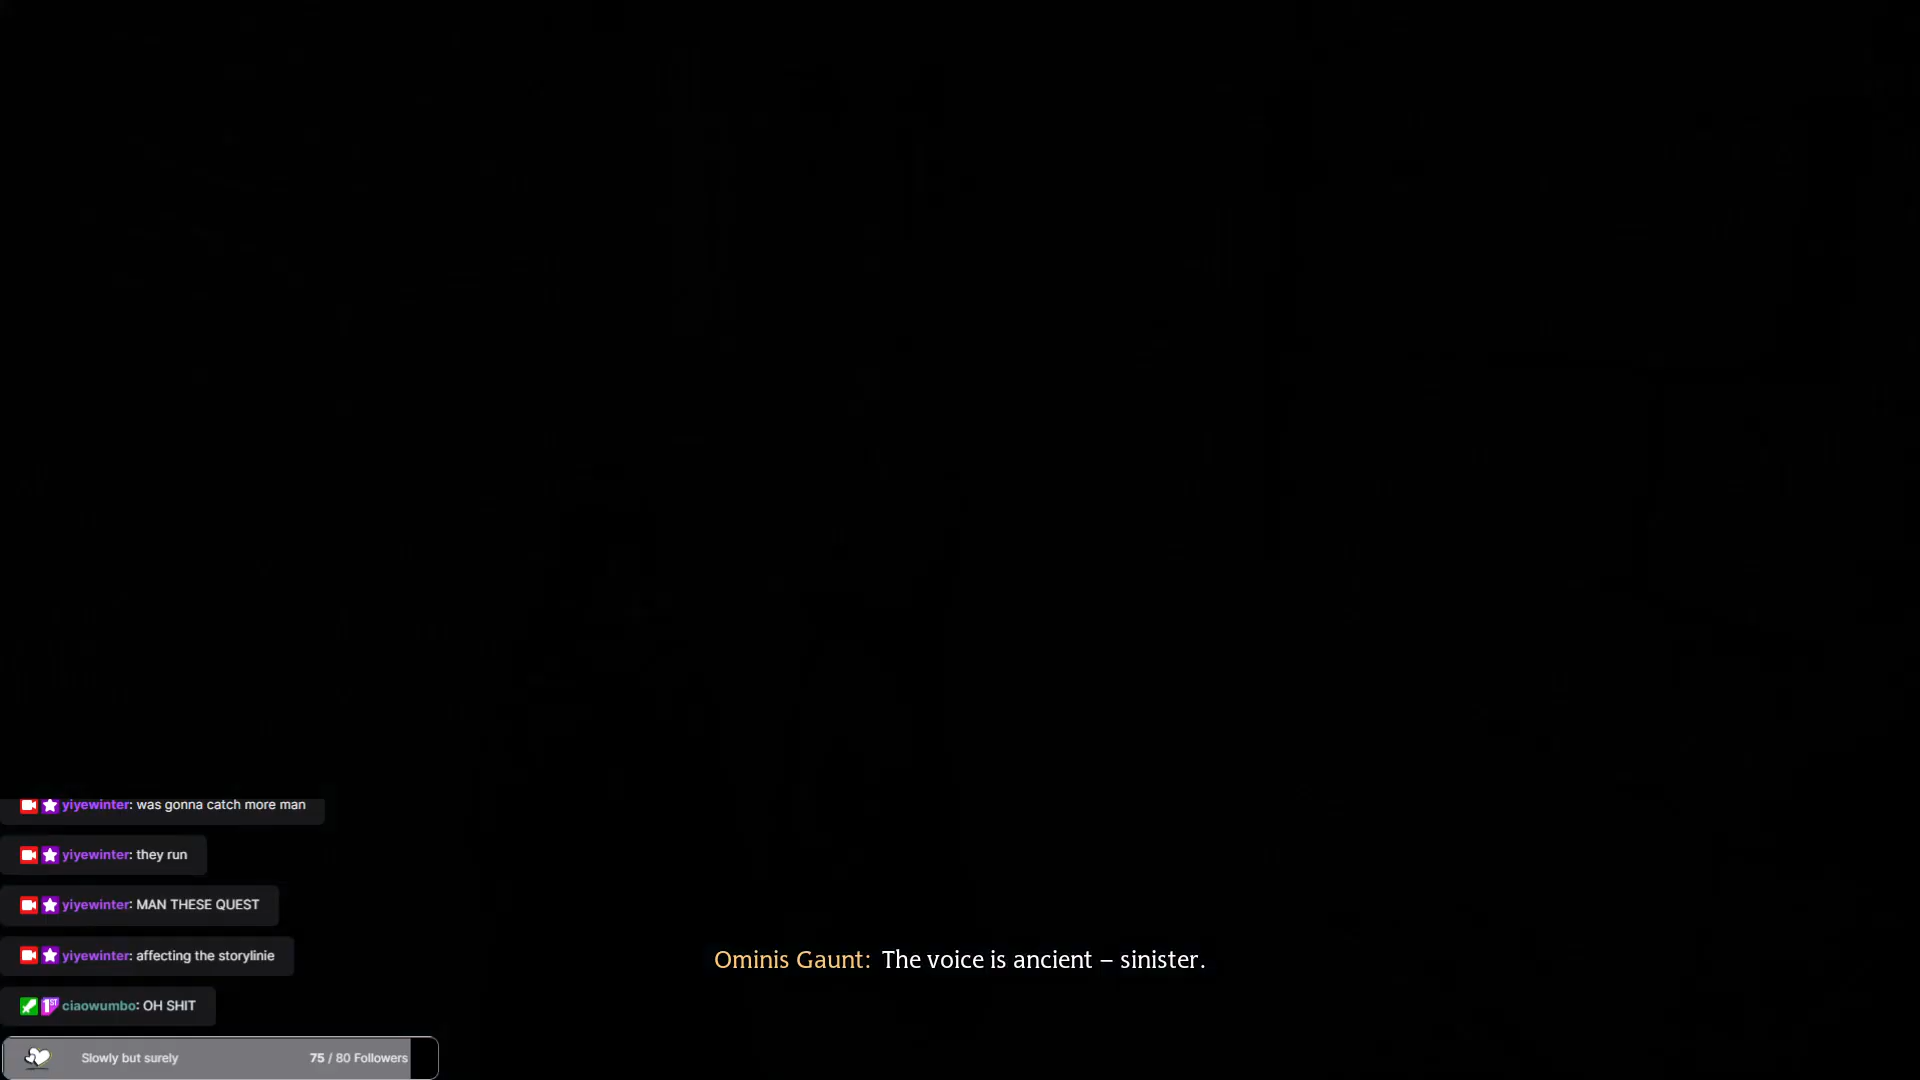 yiyewinter: was gonna catch more man
yiyewinter: they run
yiyewinter: MAN THESE QUEST
yiyewinter: affecting the storylinie
Ominis Gaunt: The voice is ancient – sinister.
1ST ciaowumbo: OH SHIT
Slowly but surely 75 / 80 Followers